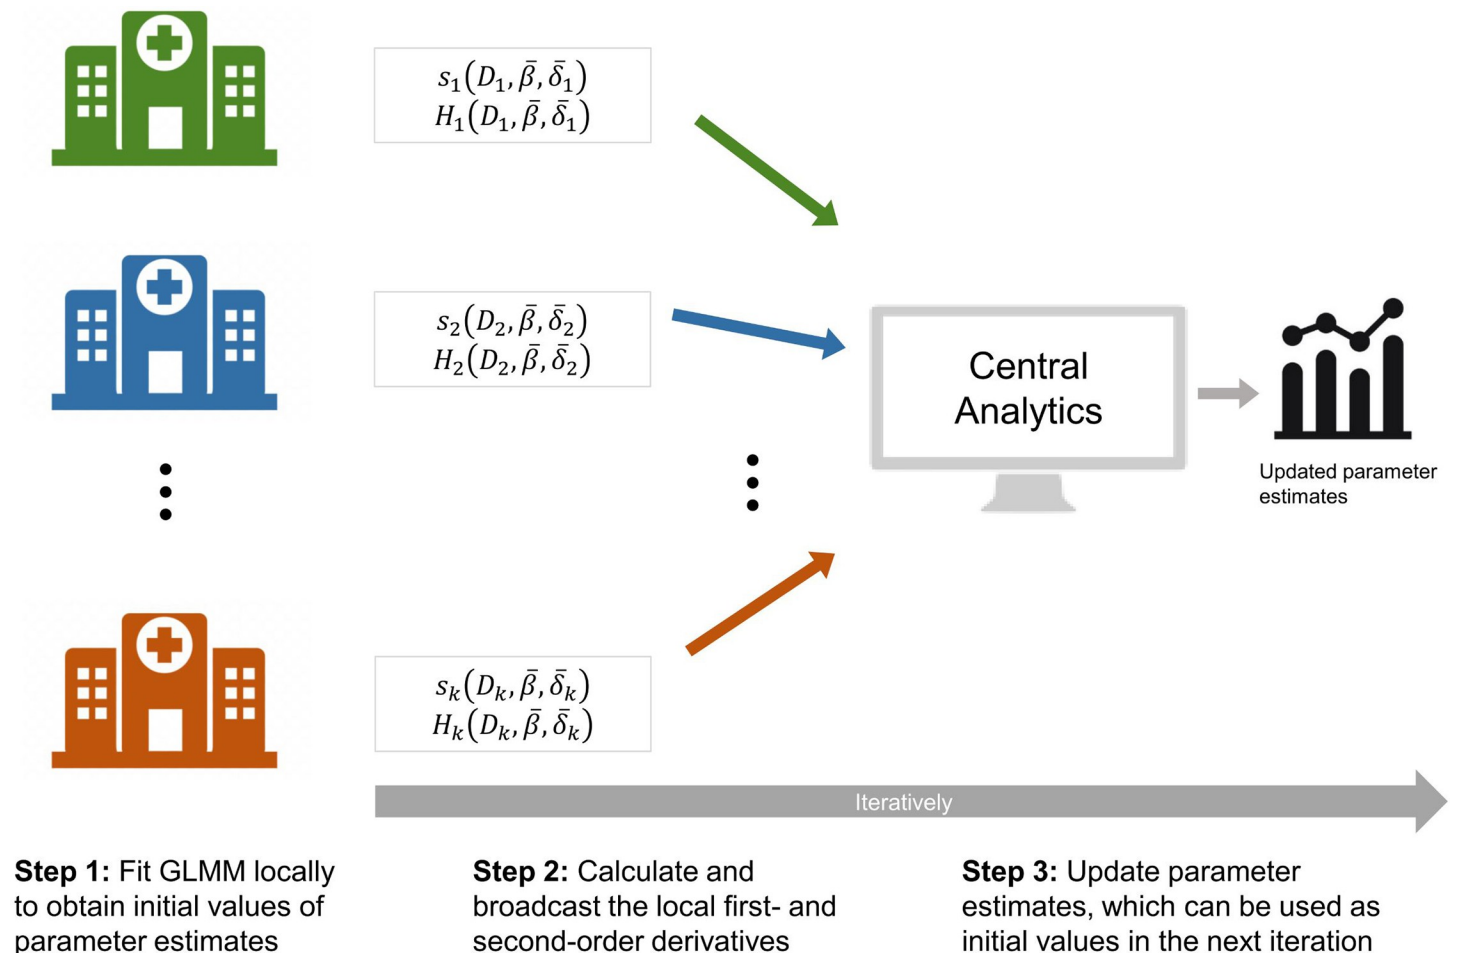 s₁(D₁, β̄, δ̄₁)
H₁(D₁, β̄, δ̄₁)
s₂(D₂, β̄, δ̄₂)
H₂(D₂, β̄, δ̄₂)
Central
Analytics
Updated parameter
estimates
sₖ(Dₖ, β̄, δ̄ₖ)
Hₖ(Dₖ, β̄, δ̄ₖ)
Iteratively
Step 1: Fit GLMM locally
to obtain initial values of
parameter estimates
Step 2: Calculate and
broadcast the local first- and
second-order derivatives
Step 3: Update parameter
estimates, which can be used as
initial values in the next iteration